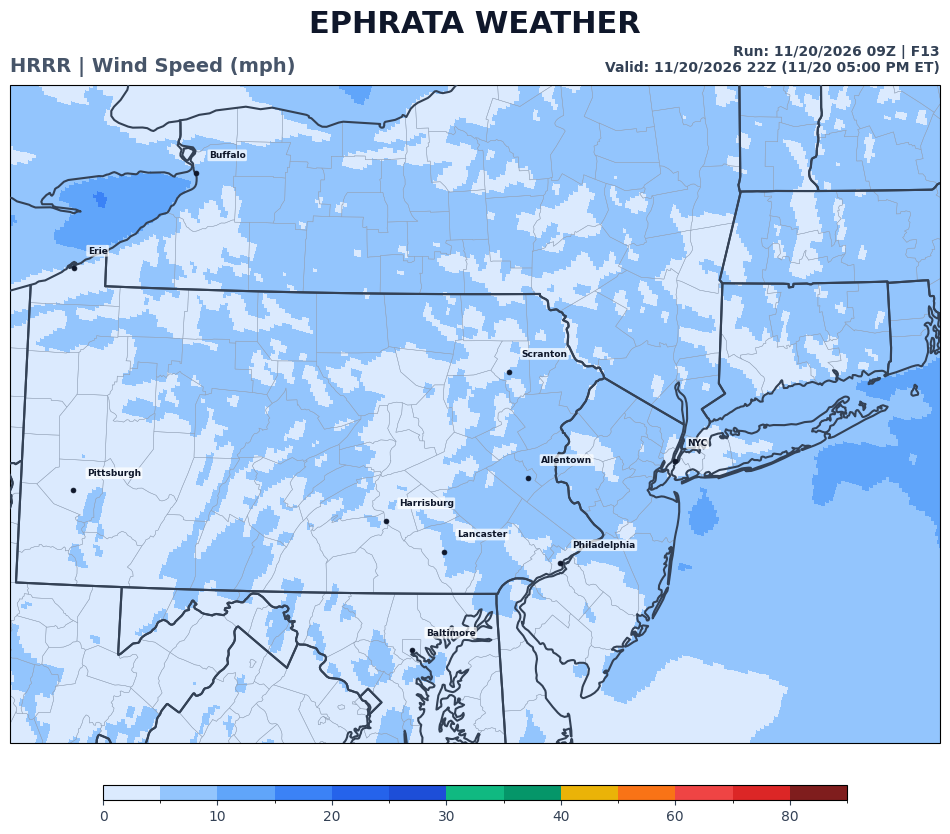 EPHRATA WEATHER
HRRR | Wind Speed (mph)
Run: 11/20/2026 09Z | F13
Valid: 11/20/2026 22Z (11/20 05:00 PM ET)
Buffalo
Erie
Scranton
NYC
Allentown
Pittsburgh
Harrisburg
Lancaster
Philadelphia
Baltimore
0 10 20 30 40 60 80